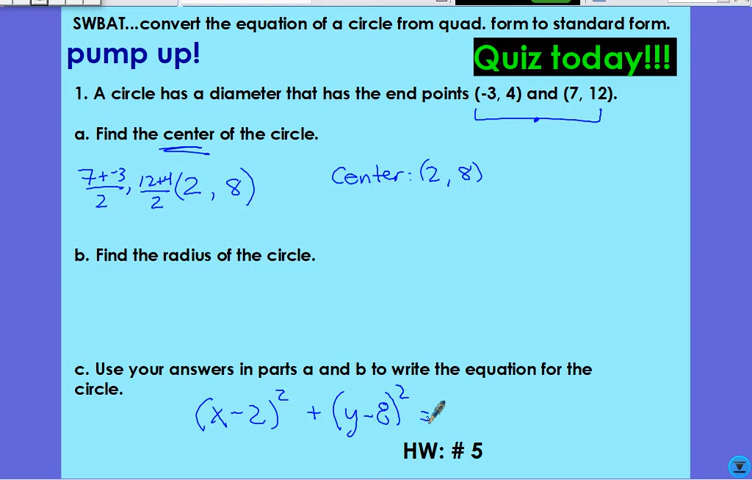 SWBAT...convert the equation of a circle from quad. form to standard form.
pump up!
Quiz today!!!
1. A circle has a diameter that has the end points (-3, 4) and (7, 12).
a. Find the center of the circle.
7+-3/2, 12+4/2 (2, 8)
Center: (2, 8)
b. Find the radius of the circle.
c. Use your answers in parts a and b to write the equation for the
circle.
(x-2)² + (y-8)² =
HW: # 5